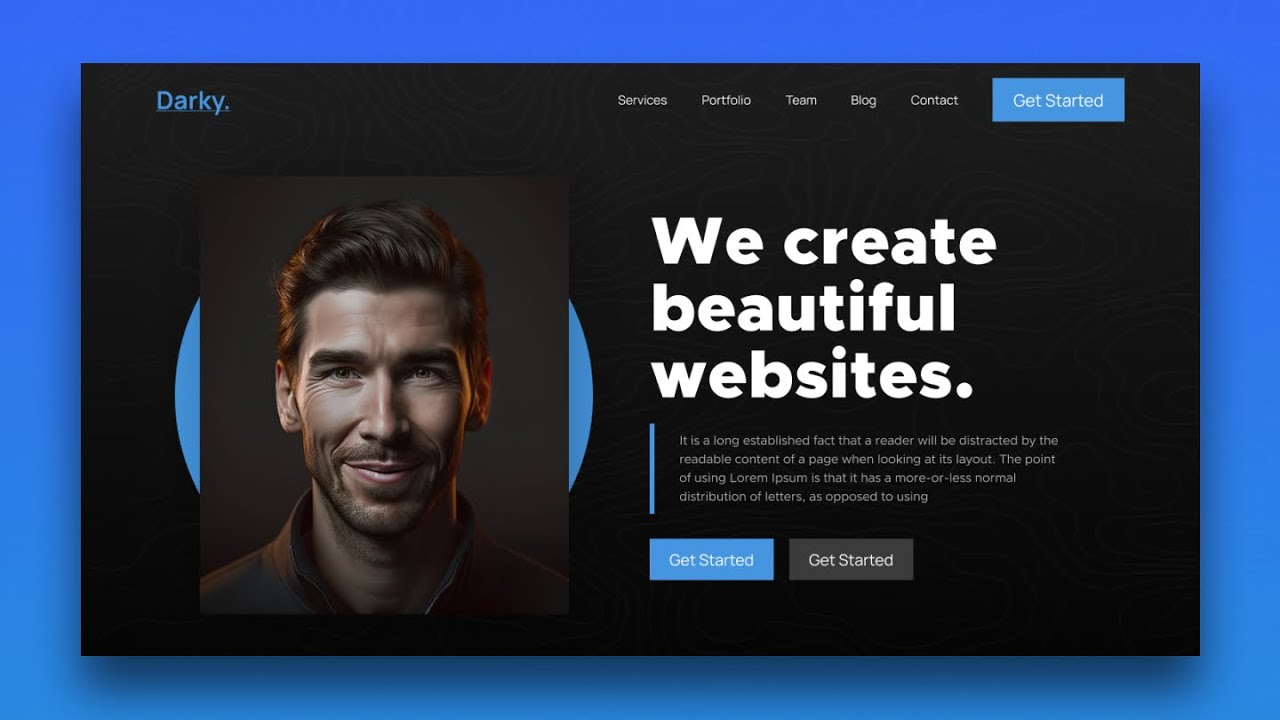 Darky.
Services Portfolio Team Blog Contact Get Started
We create
beautiful
websites.
It is a long established fact that a reader will be distracted by the
readable content of a page when looking at its layout. The point
of using Lorem Ipsum is that it has a more-or-less normal
distribution of letters, as opposed to using
Get Started Get Started